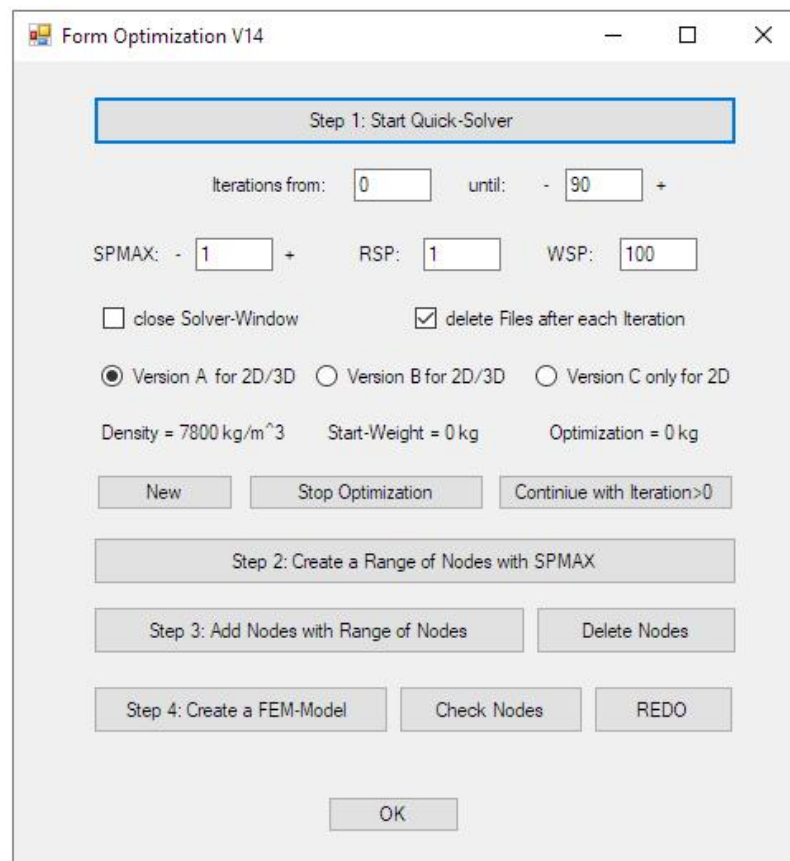 Form Optimization V14
Step 1: Start Quick-Solver
Iterations from: 0 until: - 90 +
SPMAX: - 1 + RSP: 1 WSP: 100
close Solver-Window delete Files after each Iteration
Version A for 2D/3D Version B for 2D/3D Version C only for 2D
Density = 7800 kg/m^3 Start-Weight = 0 kg Optimization = 0 kg
New Stop Optimization Continiue with Iteration>0
Step 2: Create a Range of Nodes with SPMAX
Step 3: Add Nodes with Range of Nodes Delete Nodes
Step 4: Create a FEM-Model Check Nodes REDO
OK